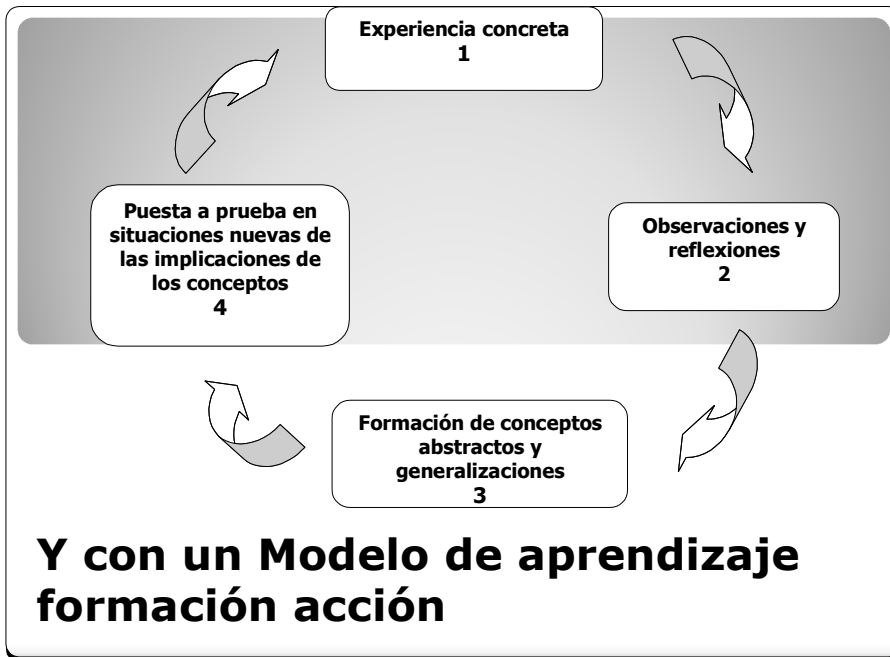 Experiencia concreta
1
Puesta a prueba en
situaciones nuevas de
las implicaciones de
los conceptos
4
Observaciones y
reflexiones
2
Formación de conceptos
abstractos y
generalizaciones
3
Y con un Modelo de aprendizaje
formación acción